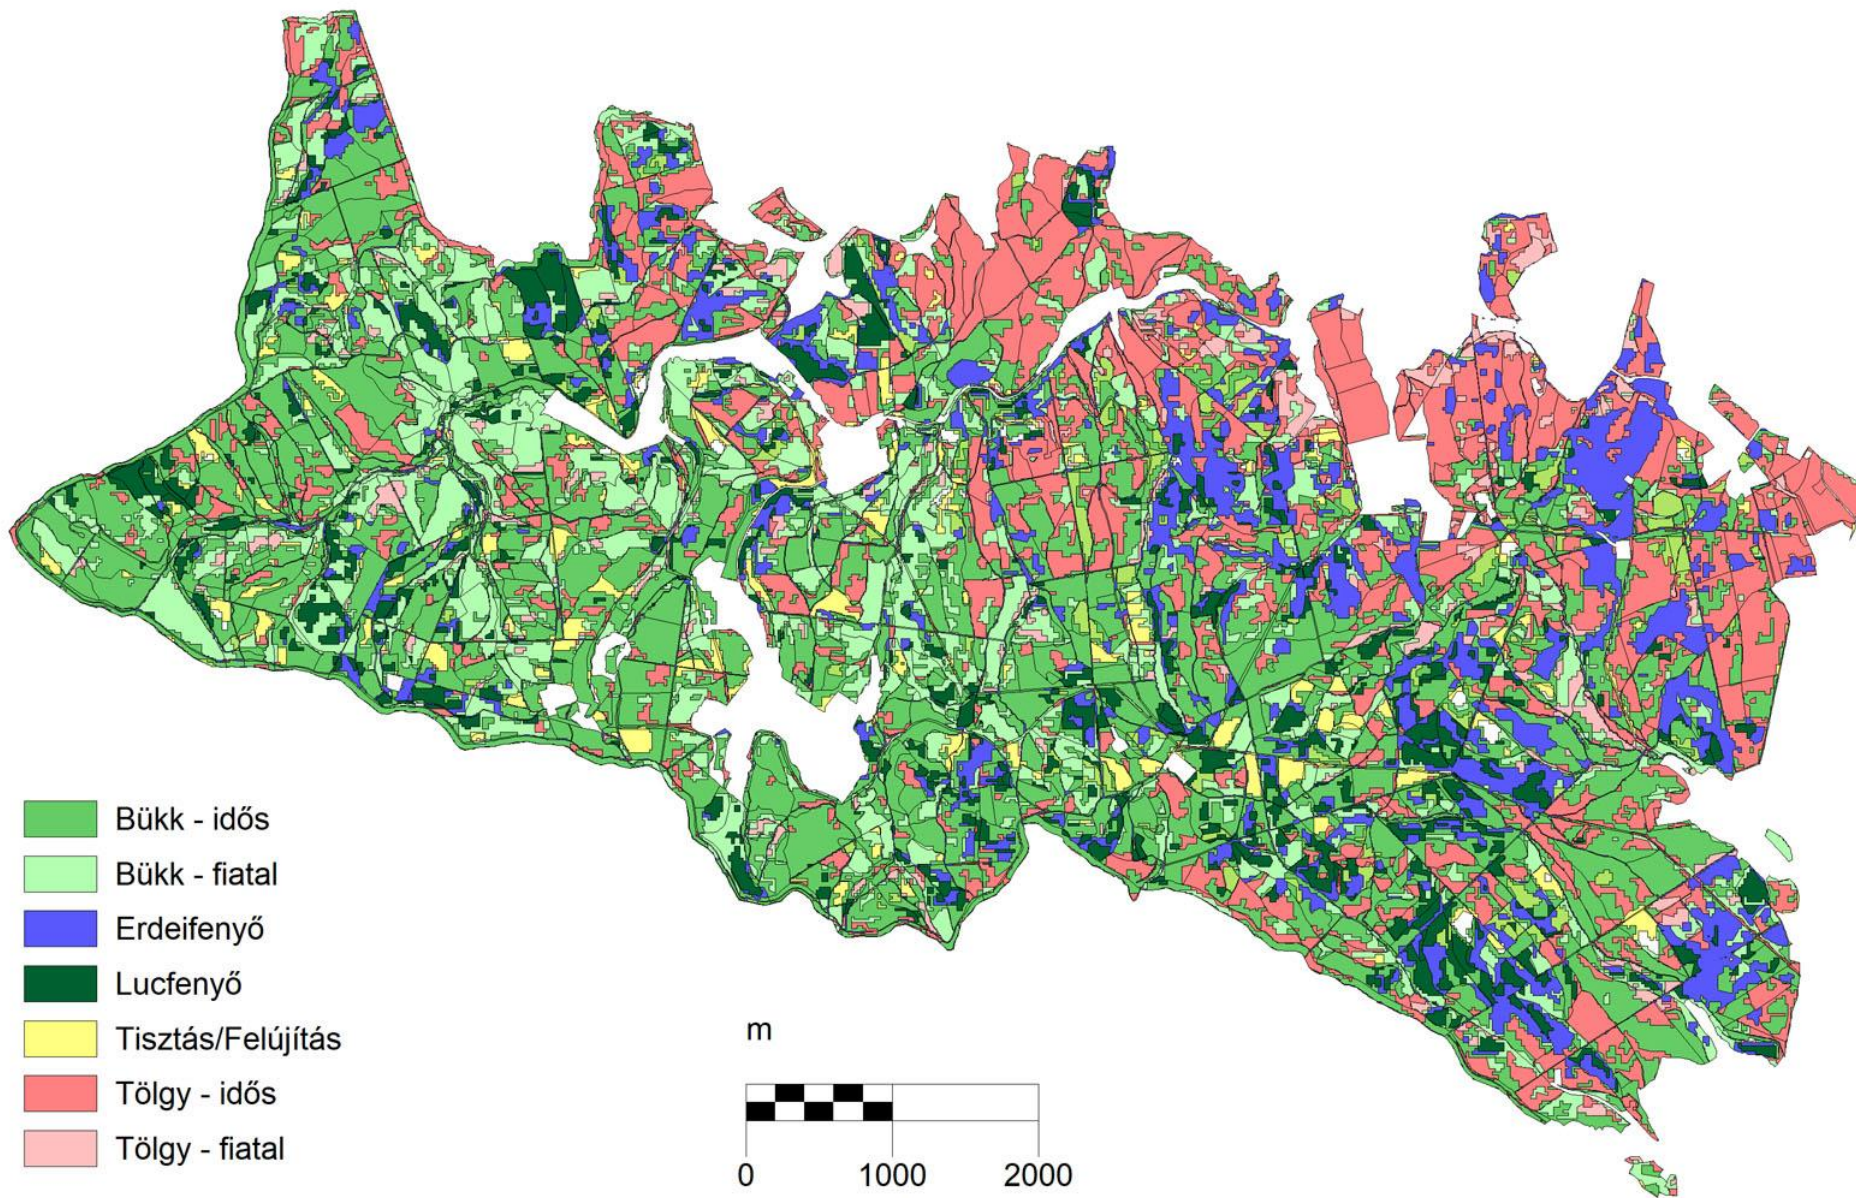 Bükk - idős
Bükk - fiatal
Erdeifenyő
Lucfenyő
Tisztás/Felújítás
Tölgy - idős
Tölgy - fiatal
m
0 1000 2000